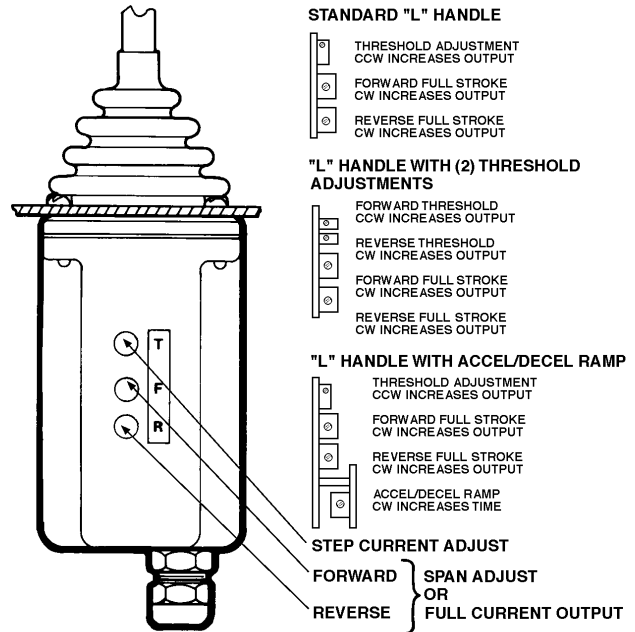 STANDARD "L" HANDLE
THRESHOLD ADJUSTMENT
CCW INCREASES OUTPUT
FORWARD FULL STROKE
CW INCREASES OUTPUT
REVERSE FULL STROKE
CW INCREASES OUTPUT
"L" HANDLE WITH (2) THRESHOLD
ADJUSTMENTS
FORWARD THRESHOLD
CCW INCREASES OUTPUT
REVERSE THRESHOLD
CW INCREASES OUTPUT
FORWARD FULL STROKE
CW INCREASES OUTPUT
REVERSE FULL STROKE
CW INCREASES OUTPUT
"L" HANDLE WITH ACCEL/DECEL RAMP
THRESHOLD ADJUSTMENT
CCW INCREASES OUTPUT
FORWARD FULL STROKE
CW INCREASES OUTPUT
REVERSE FULL STROKE
CW INCREASES OUTPUT
ACCEL/DECEL RAMP
CW INCREASES TIME
T
F
R
STEP CURRENT ADJUST
FORWARD
REVERSE
SPAN ADJUST
OR
FULL CURRENT OUTPUT